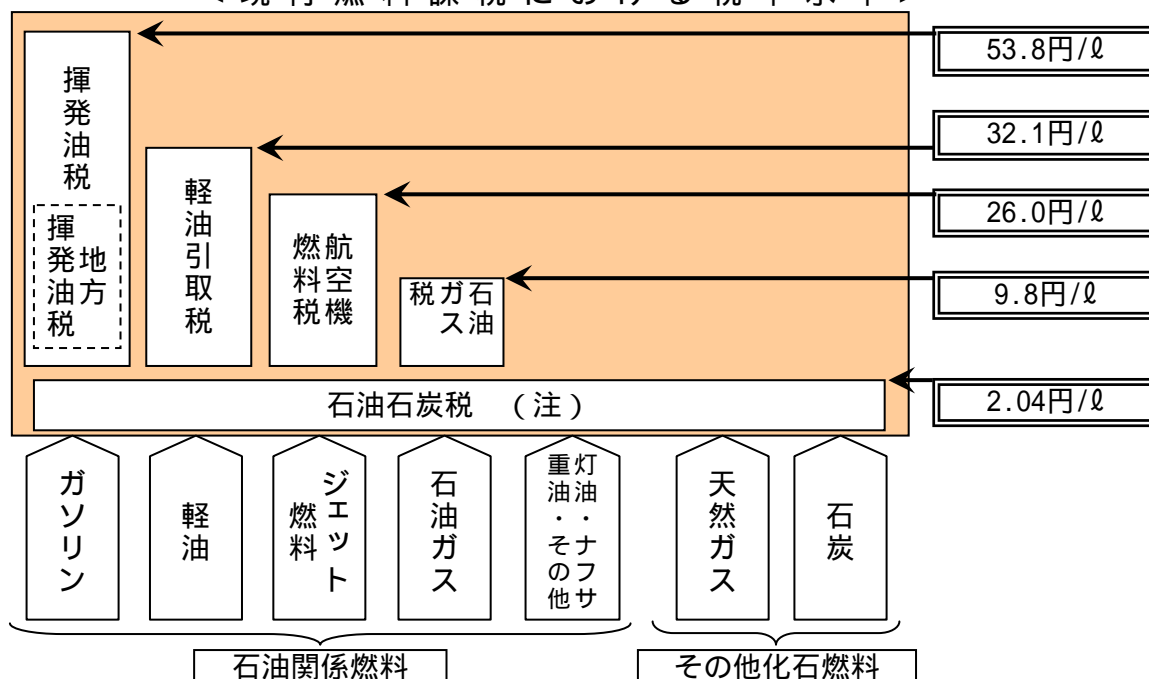 53.8円/ℓ
32.1円/ℓ
26.0円/ℓ
9.8円/ℓ
2.04円/ℓ
揮発油税
地方
揮発油税
軽油引取税
航空機
燃料税
石油
ガス
税
石油石炭税 （注）
ガソリン
軽油
ジェット
燃料
石油ガス
灯油・ナフサ
重油・その他
天然ガス
石炭
石油関係燃料
その他化石燃料